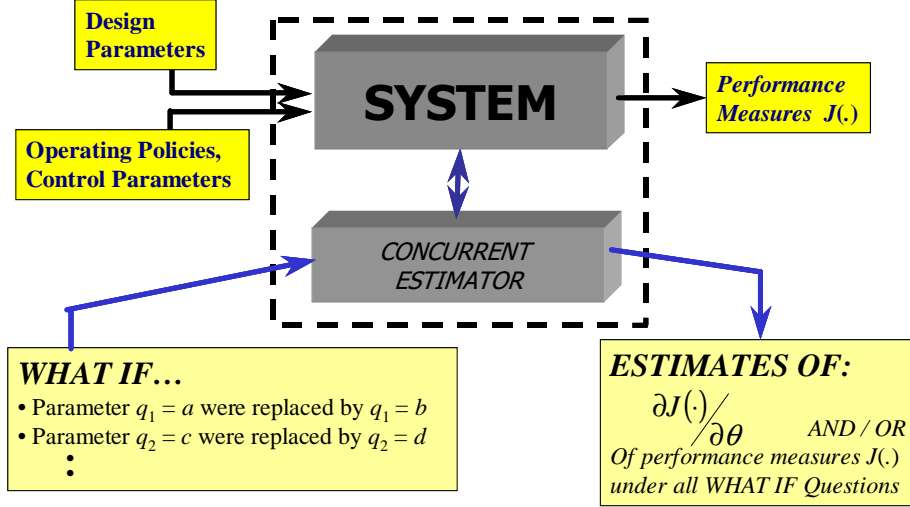 Design
Parameters
SYSTEM
Performance
Measures J(.)
Operating Policies,
Control Parameters
CONCURRENT
ESTIMATOR
WHAT IF…
• Parameter q1 = a were replaced by q1 = b
• Parameter q2 = c were replaced by q2 = d
ESTIMATES OF:
∂J(·)/∂θ AND / OR
Of performance measures J(.)
under all WHAT IF Questions